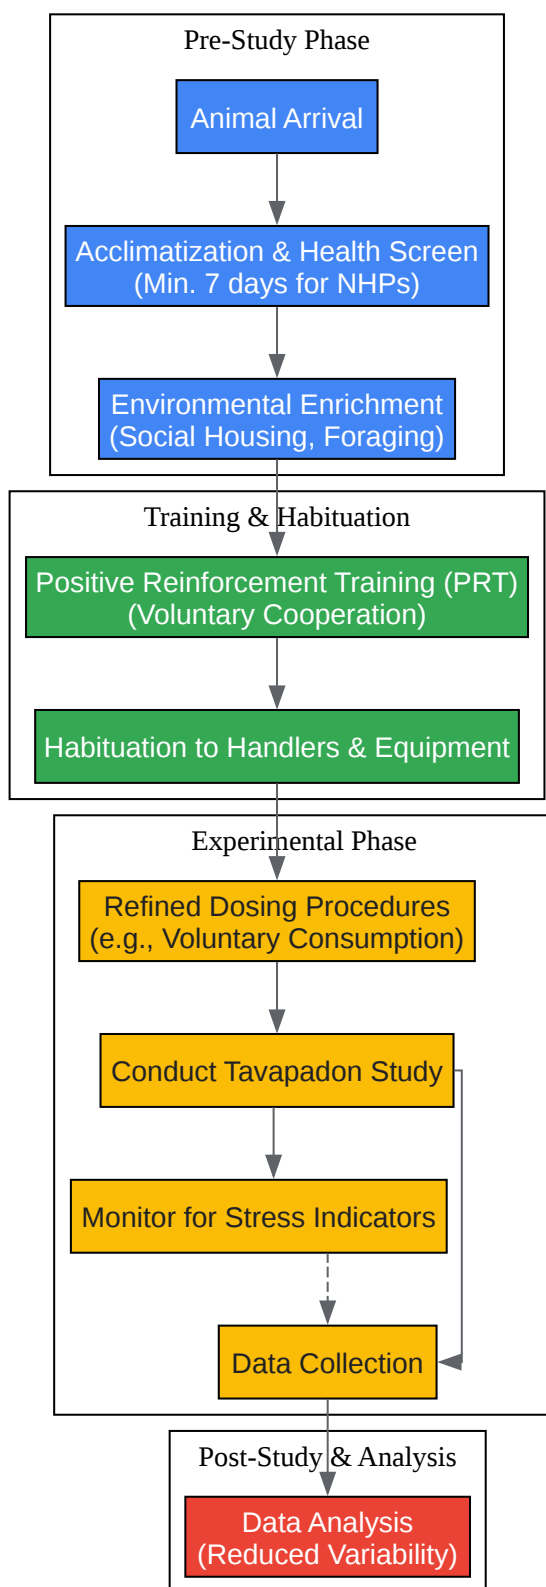 Pre-Study Phase
Animal Arrival
Acclimatization & Health Screen
(Min. 7 days for NHPs)
Environmental Enrichment
(Social Housing, Foraging)
Training & Habituation
Positive Reinforcement Training (PRT)
(Voluntary Cooperation)
Habituation to Handlers & Equipment
Experimental Phase
Refined Dosing Procedures
(e.g., Voluntary Consumption)
Conduct Tavapadon Study
Monitor for Stress Indicators
Data Collection
Post-Study & Analysis
Data Analysis
(Reduced Variability)